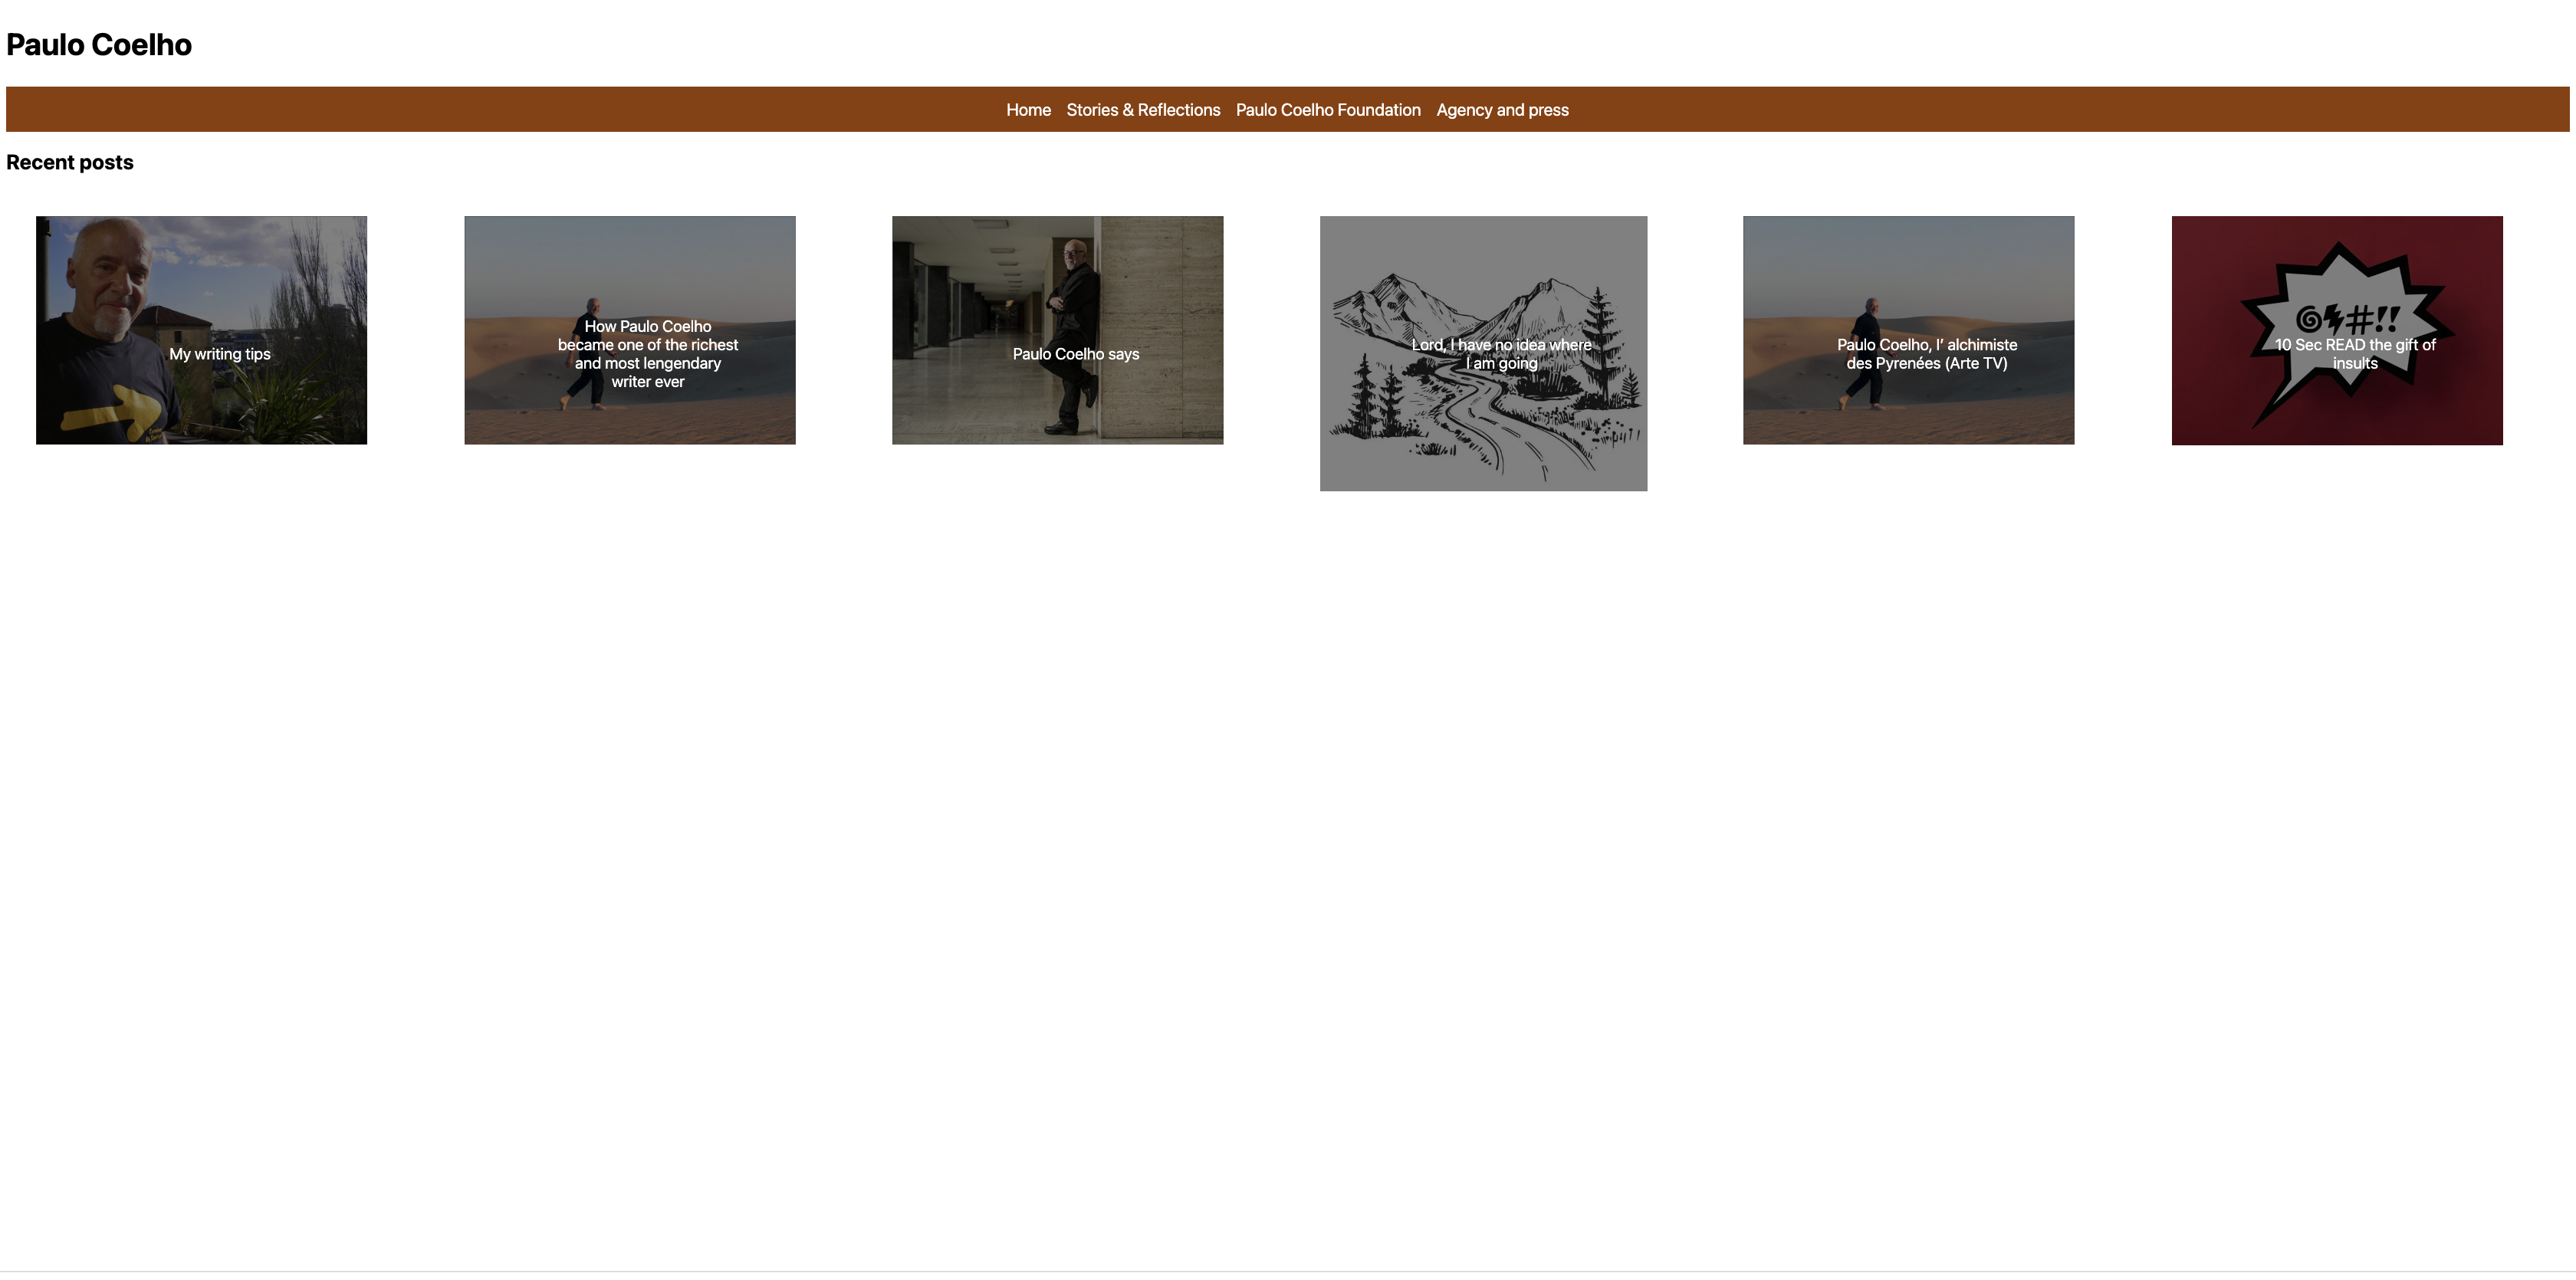 Paulo Coelho
Home Stories & Reflections Paulo Coelho Foundation Agency and press
Recent posts
My writing tips
How Paulo Coelho
became one of the richest
and most lengendary
writer ever
Paulo Coelho says
Lord, I have no idea where
I am going
Paulo Coelho, l’ alchimiste
des Pyrenées (Arte TV)
@⚡#!!
10 Sec READ the gift of
insults